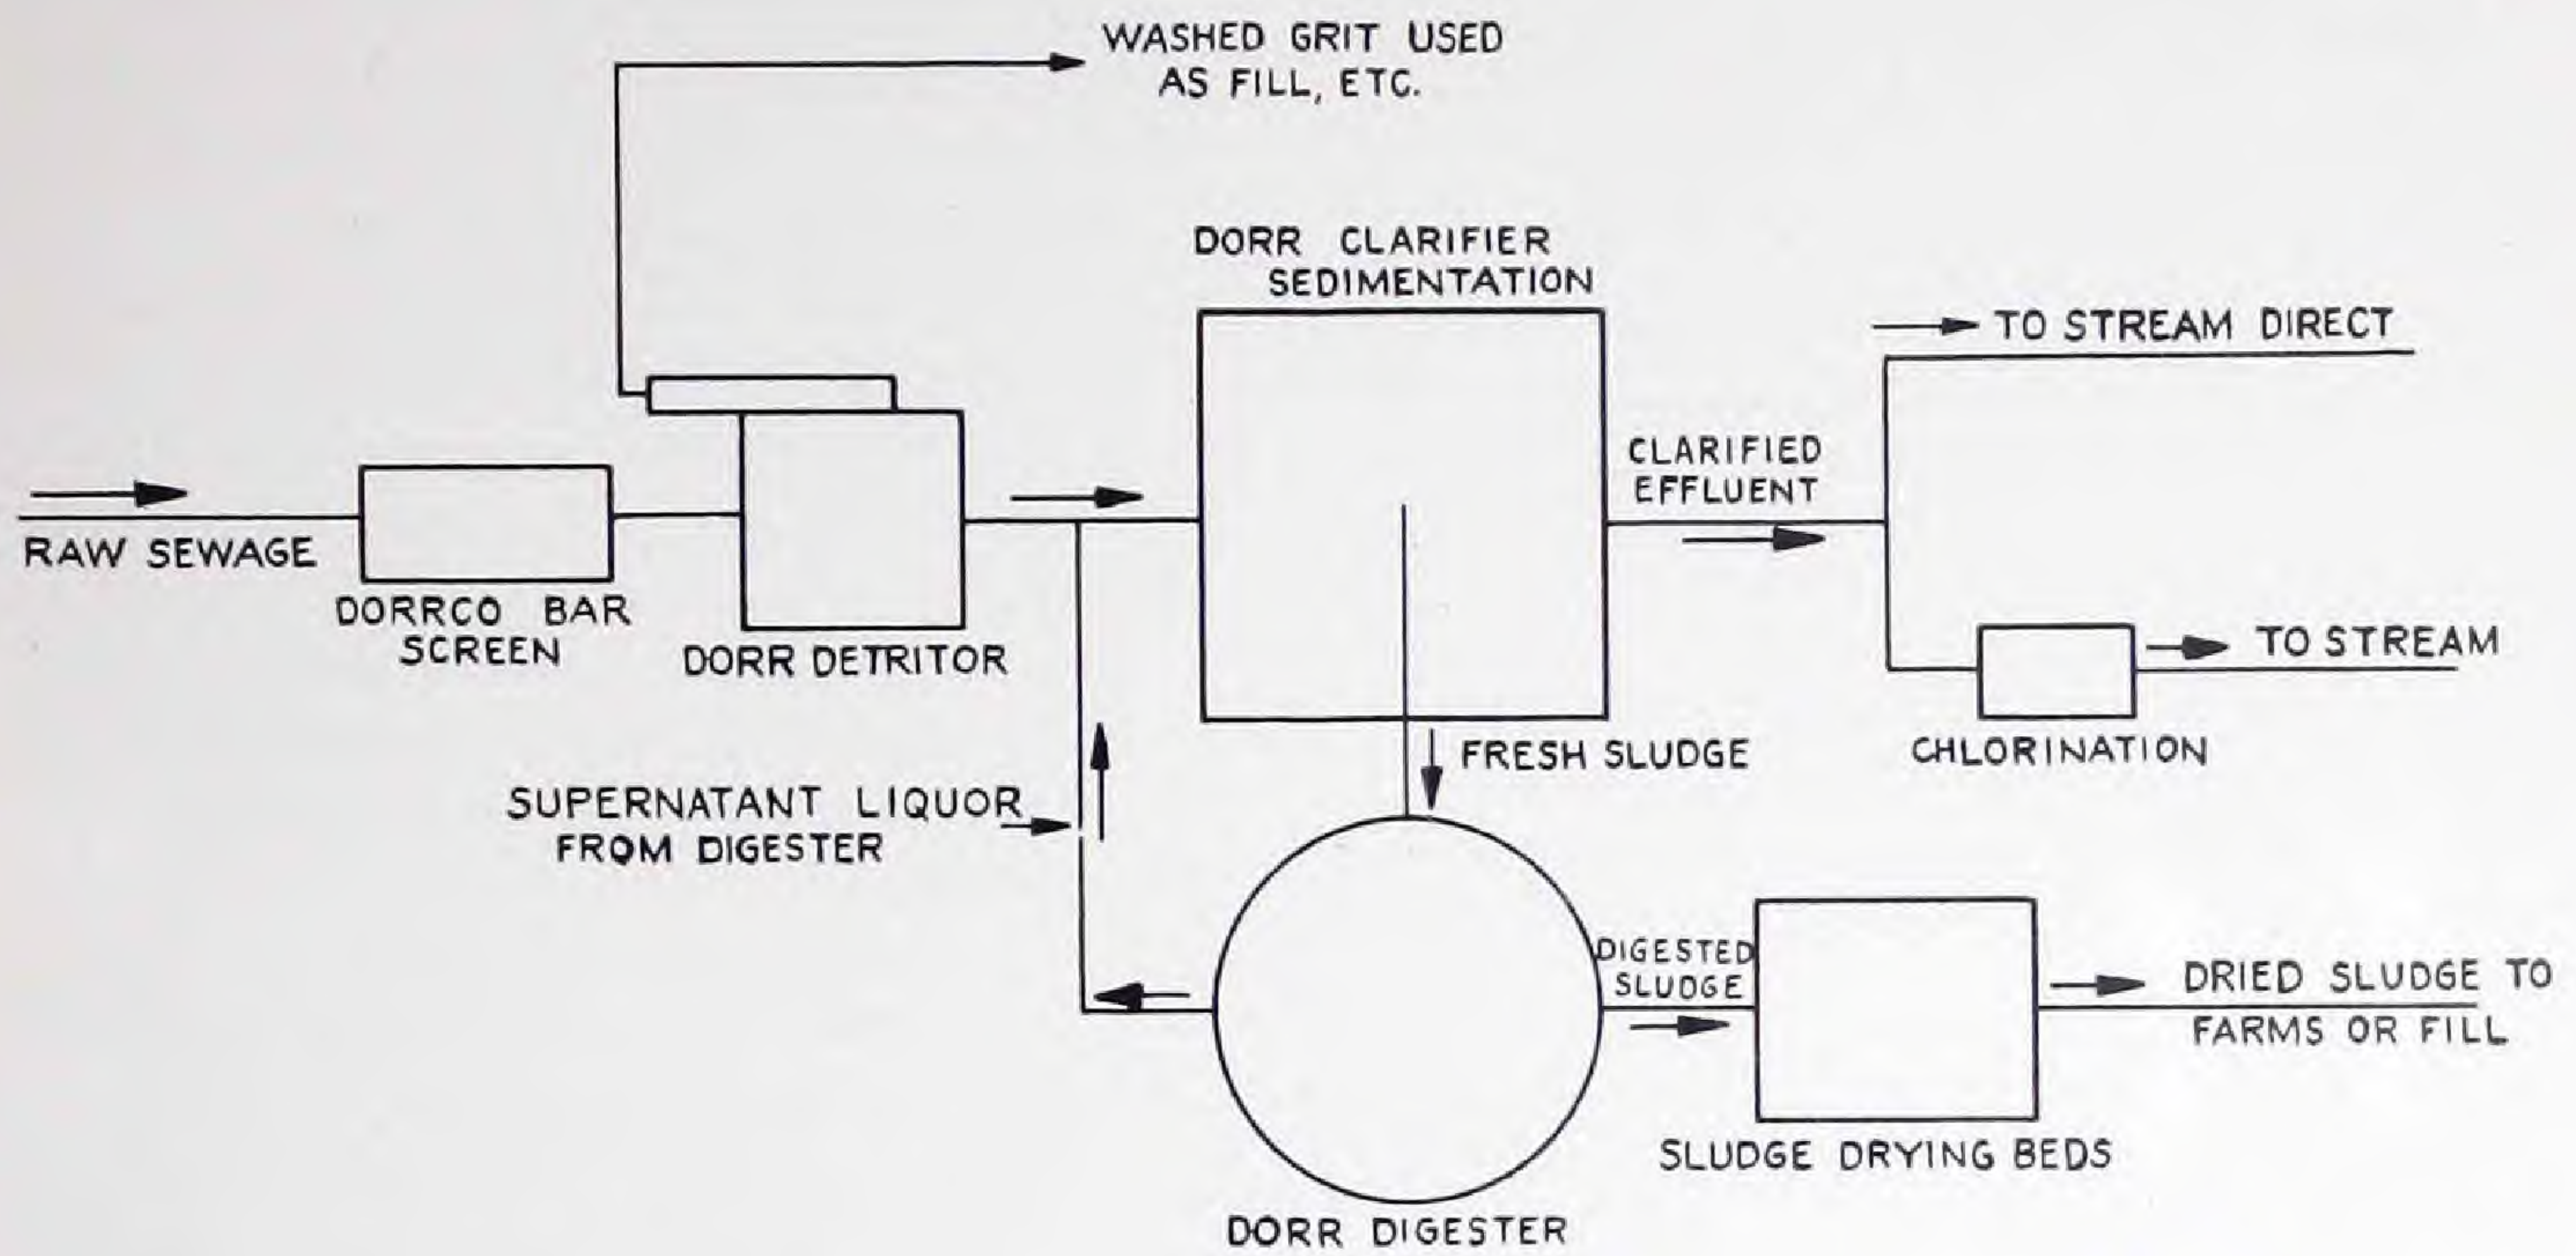 WASHED GRIT USED
AS FILL, ETC.
DORR CLARIFIER
SEDIMENTATION
TO STREAM DIRECT
CLARIFIED
EFFLUENT
RAW SEWAGE
DORRCO BAR
SCREEN
DORR DETRITOR
TO STREAM
FRESH SLUDGE
CHLORINATION
SUPERNATANT LIQUOR
FROM DIGESTER
DIGESTED
SLUDGE
DRIED SLUDGE TO
FARMS OR FILL
SLUDGE DRYING BEDS
DORR DIGESTER